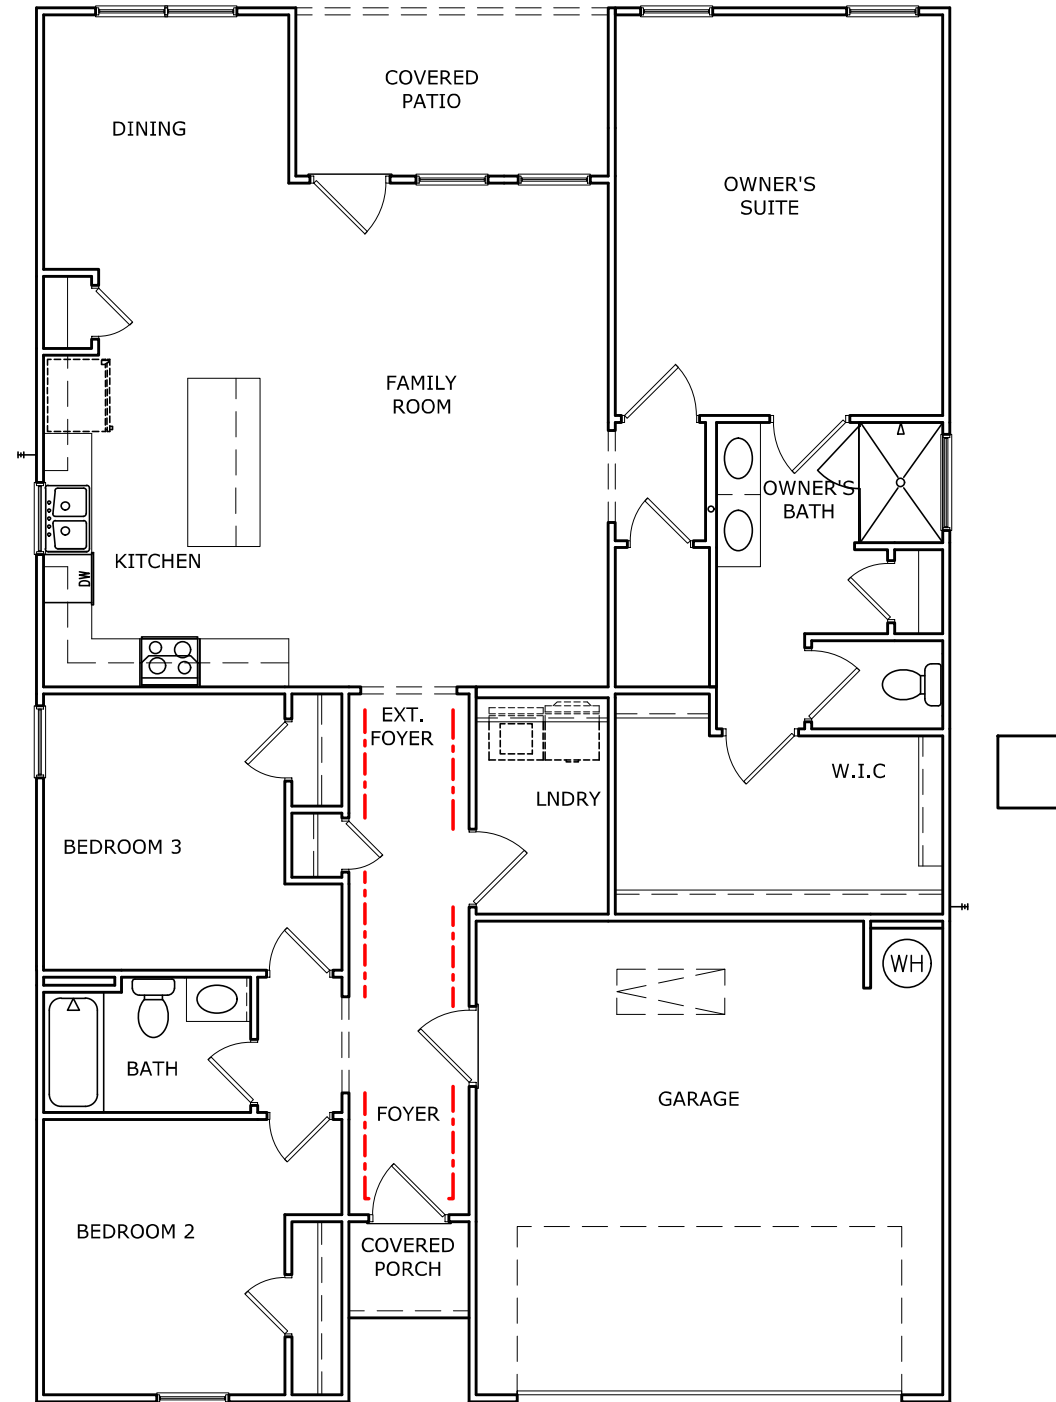 COVERED
PATIO
DINING
OWNER'S
SUITE
FAMILY
ROOM
OWNER'S
BATH
KITCHEN
DW
EXT.
FOYER
W.I.C
LNDRY
BEDROOM 3
WH
BATH
GARAGE
FOYER
BEDROOM 2
COVERED
PORCH